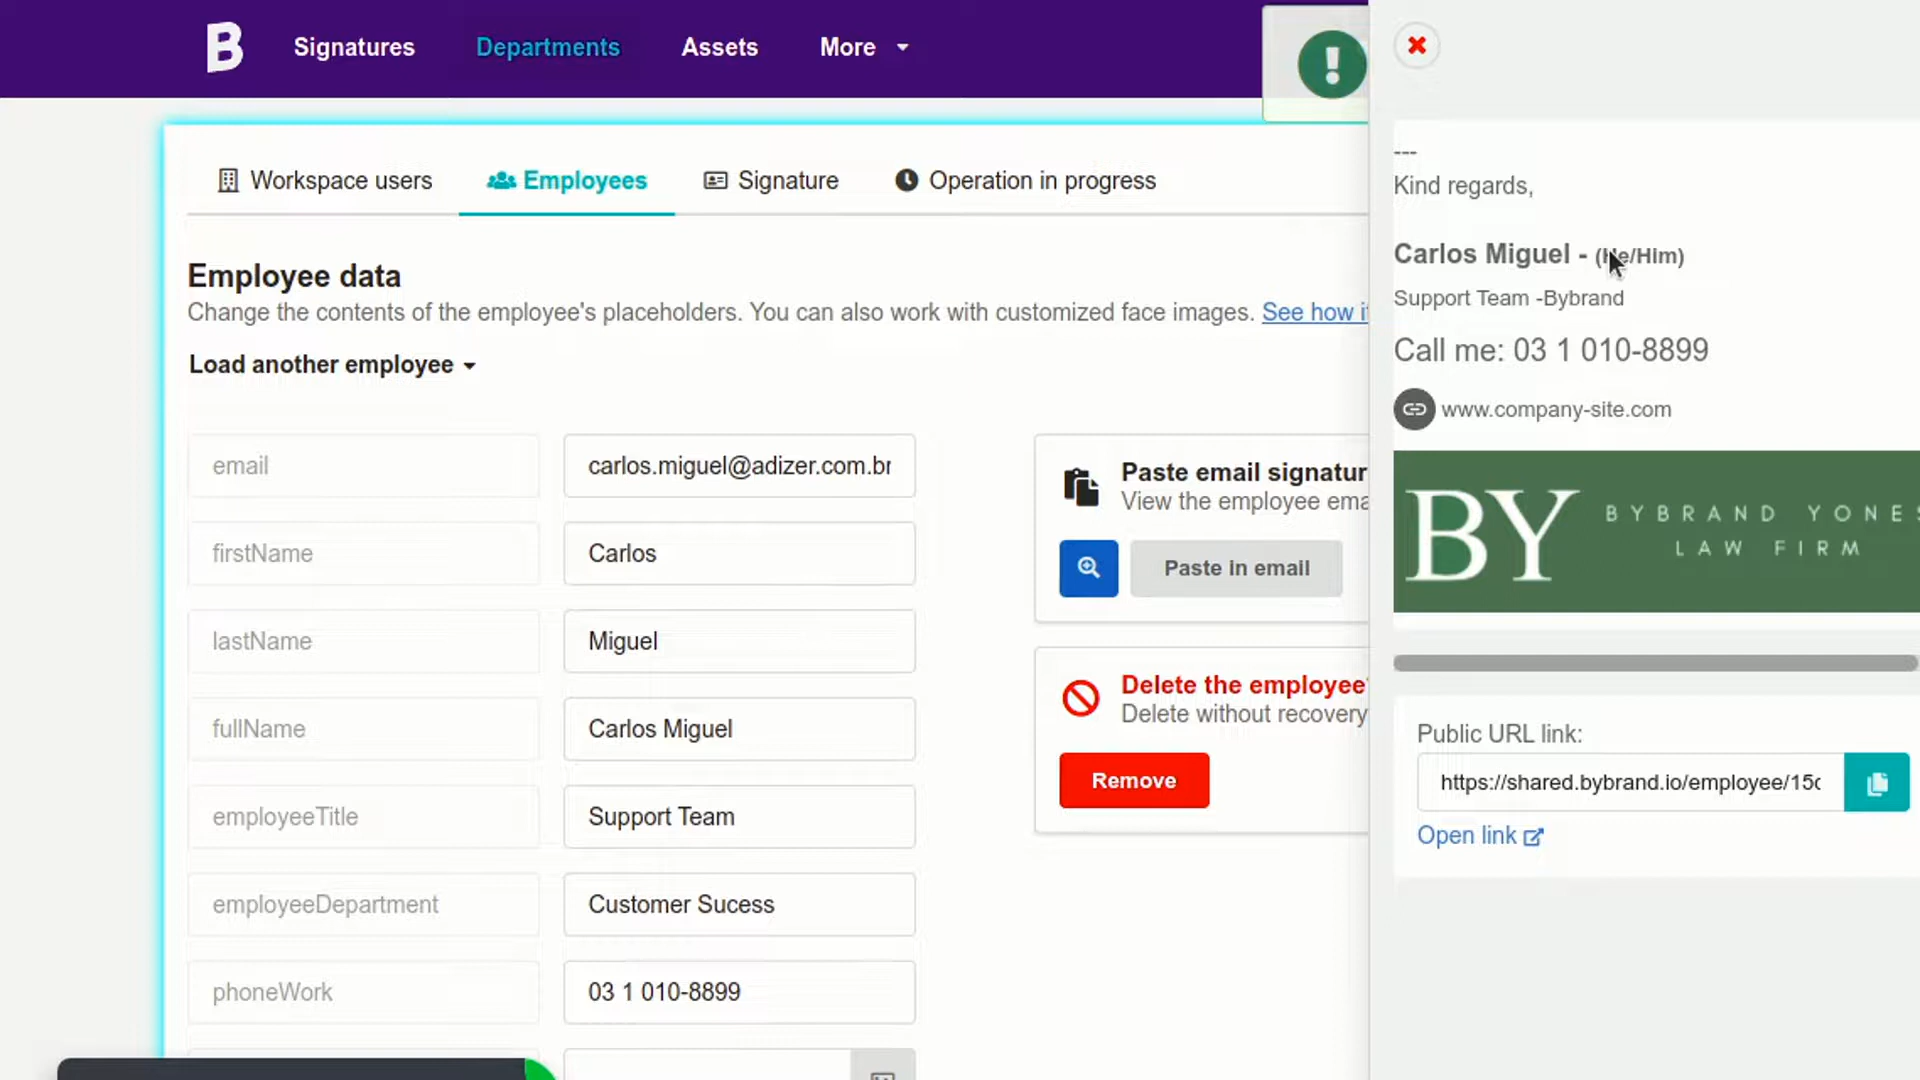 B Signatures Departments Assets More
Workspace users Employees Signature Operation in progress
Employee data
Change the contents of the employee's placeholders. You can also work with customized face images. See how
Load another employee
email carlos.miguel@adizer.com.br
firstName Carlos
lastName Miguel
fullName Carlos Miguel
employeeTitle Support Team
employeeDepartment Customer Sucess
phoneWork 03 1 010-8899
Paste email signatur
View the employee ema
Paste in email
Delete the employee
Delete without recovery
Remove
---
Kind regards,
Carlos Miguel - (He/HIm)
Support Team -Bybrand
Call me: 03 1 010-8899
www.company-site.com
BY BYBRAND YONES
LAW FIRM
Public URL link:
https://shared.bybrand.io/employee/15c
Open link